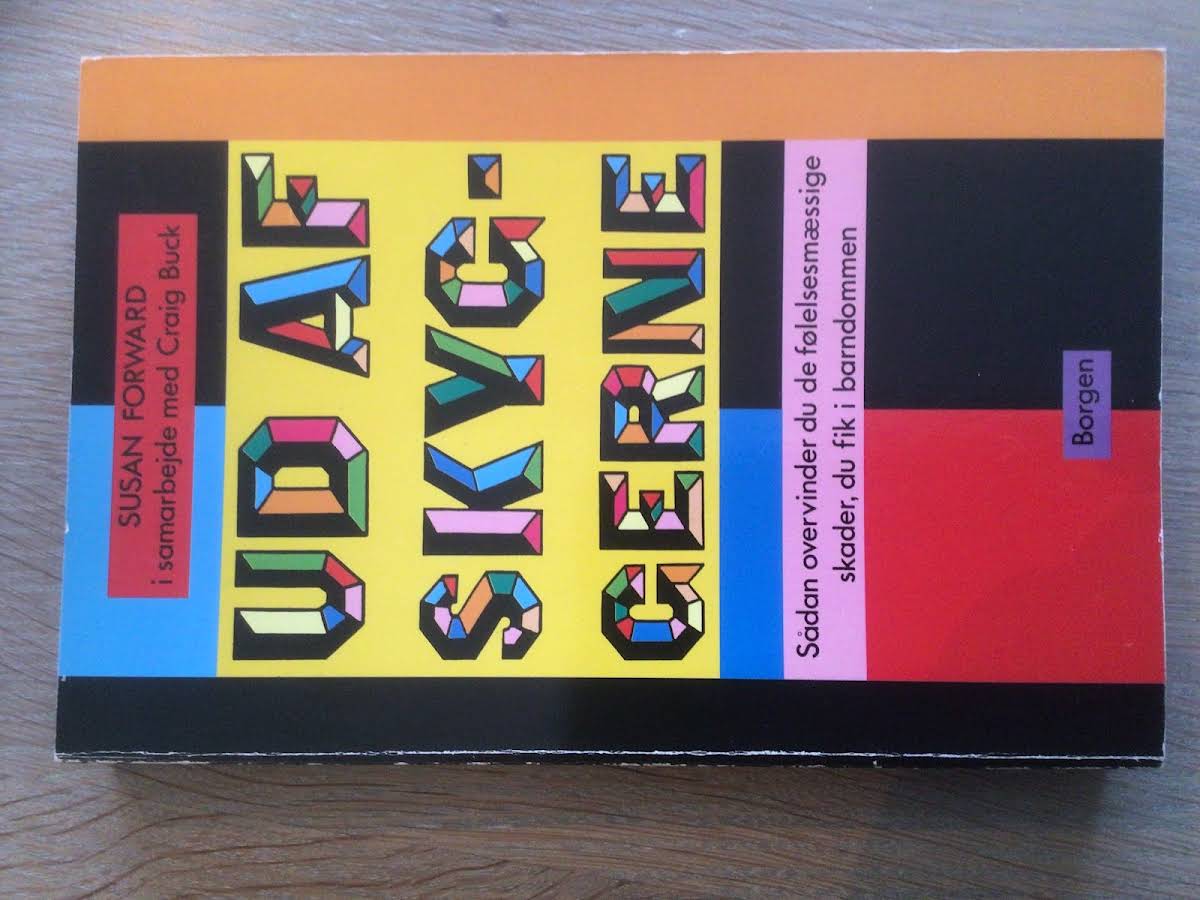 SUSAN FORWARD
i samarbejde med Craig Buck
UD AF
SKYG-
GERNE
Sådan overvinder du de følelsesmæssige
skader, du fik i barndommen
Borgen